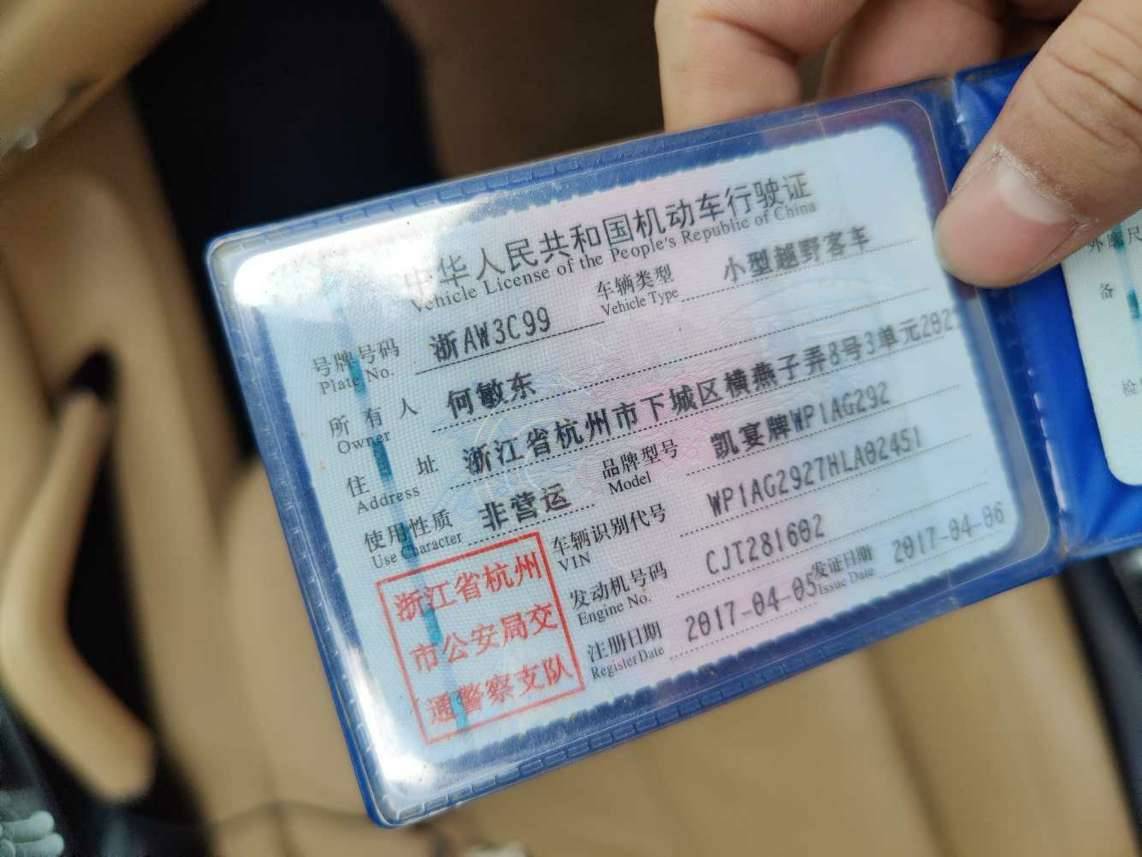 中华人民共和国机动车行驶证
Vehicle License of the People's Republic of China
号牌号码 浙AW3C99 车辆类型 小型越野客车
Plate No. Vehicle Type
所有人 何敏东
Owner
住址 浙江省杭州市下城区横燕子弄8号3单元202
Address
使用性质 非营运 品牌型号 凯宴牌WP1AG292
Use Character Model
车辆识别代号 WP1AG2927HLA02451
VIN
发动机号码 CJT281602
Engine No.
注册日期 2017-04-05 发证日期 2017-04-06
Register Date Issue Date
浙江省杭州
市公安局交
通警察支队
备